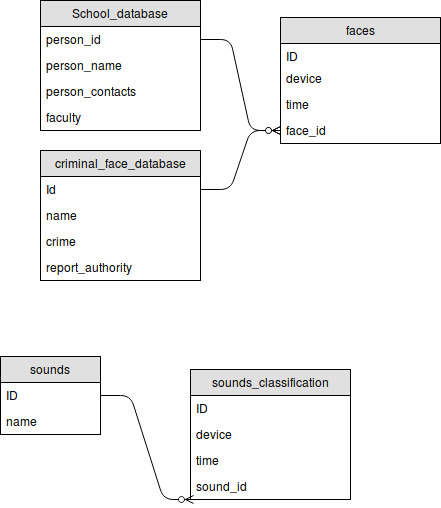 School_database
person_id
person_name
person_contacts
faculty
faces
ID
device
time
face_id
criminal_face_database
Id
name
crime
report_authority
sounds
ID
name
sounds_classification
ID
device
time
sound_id